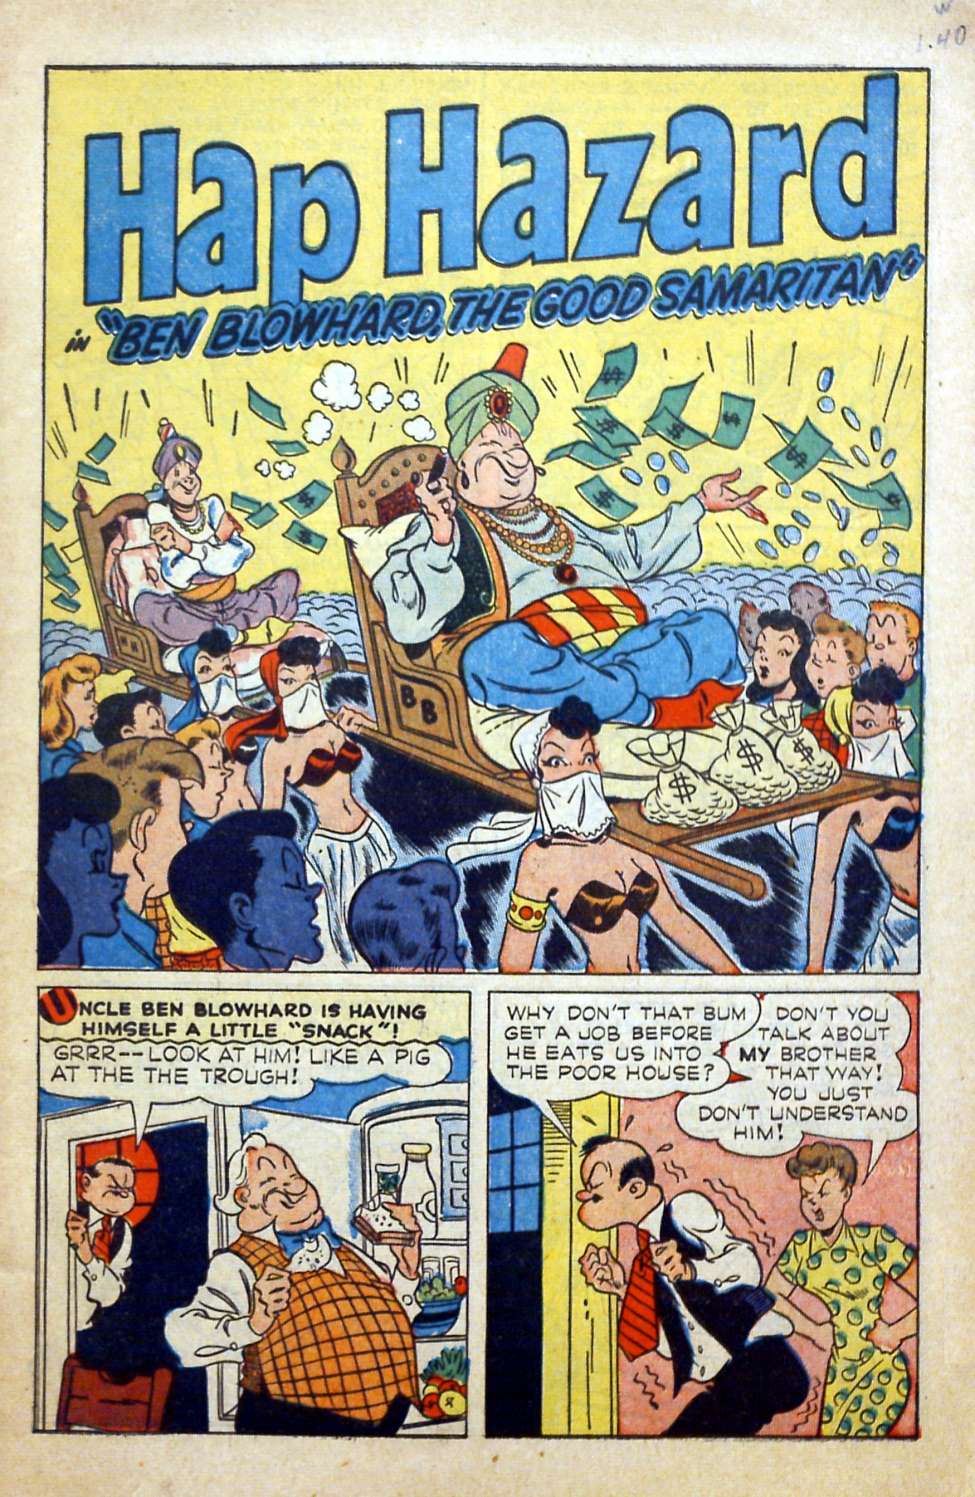 W
1.40
Hap Hazard
in "BEN BLOWHARD, THE GOOD SAMARITAN"
$
$
$
$
$
$
$
$
BB
BB
$
$
$
UNCLE BEN BLOWHARD IS HAVING
HIMSELF A LITTLE "SNACK"!
GRRR--LOOK AT HIM! LIKE A PIG
AT THE THE TROUGH!
WHY DON'T THAT BUM
GET A JOB BEFORE
HE EATS US INTO
THE POOR HOUSE?
DON'T YOU
TALK ABOUT
MY BROTHER
THAT WAY!
YOU JUST
DON'T UNDERSTAND
HIM!